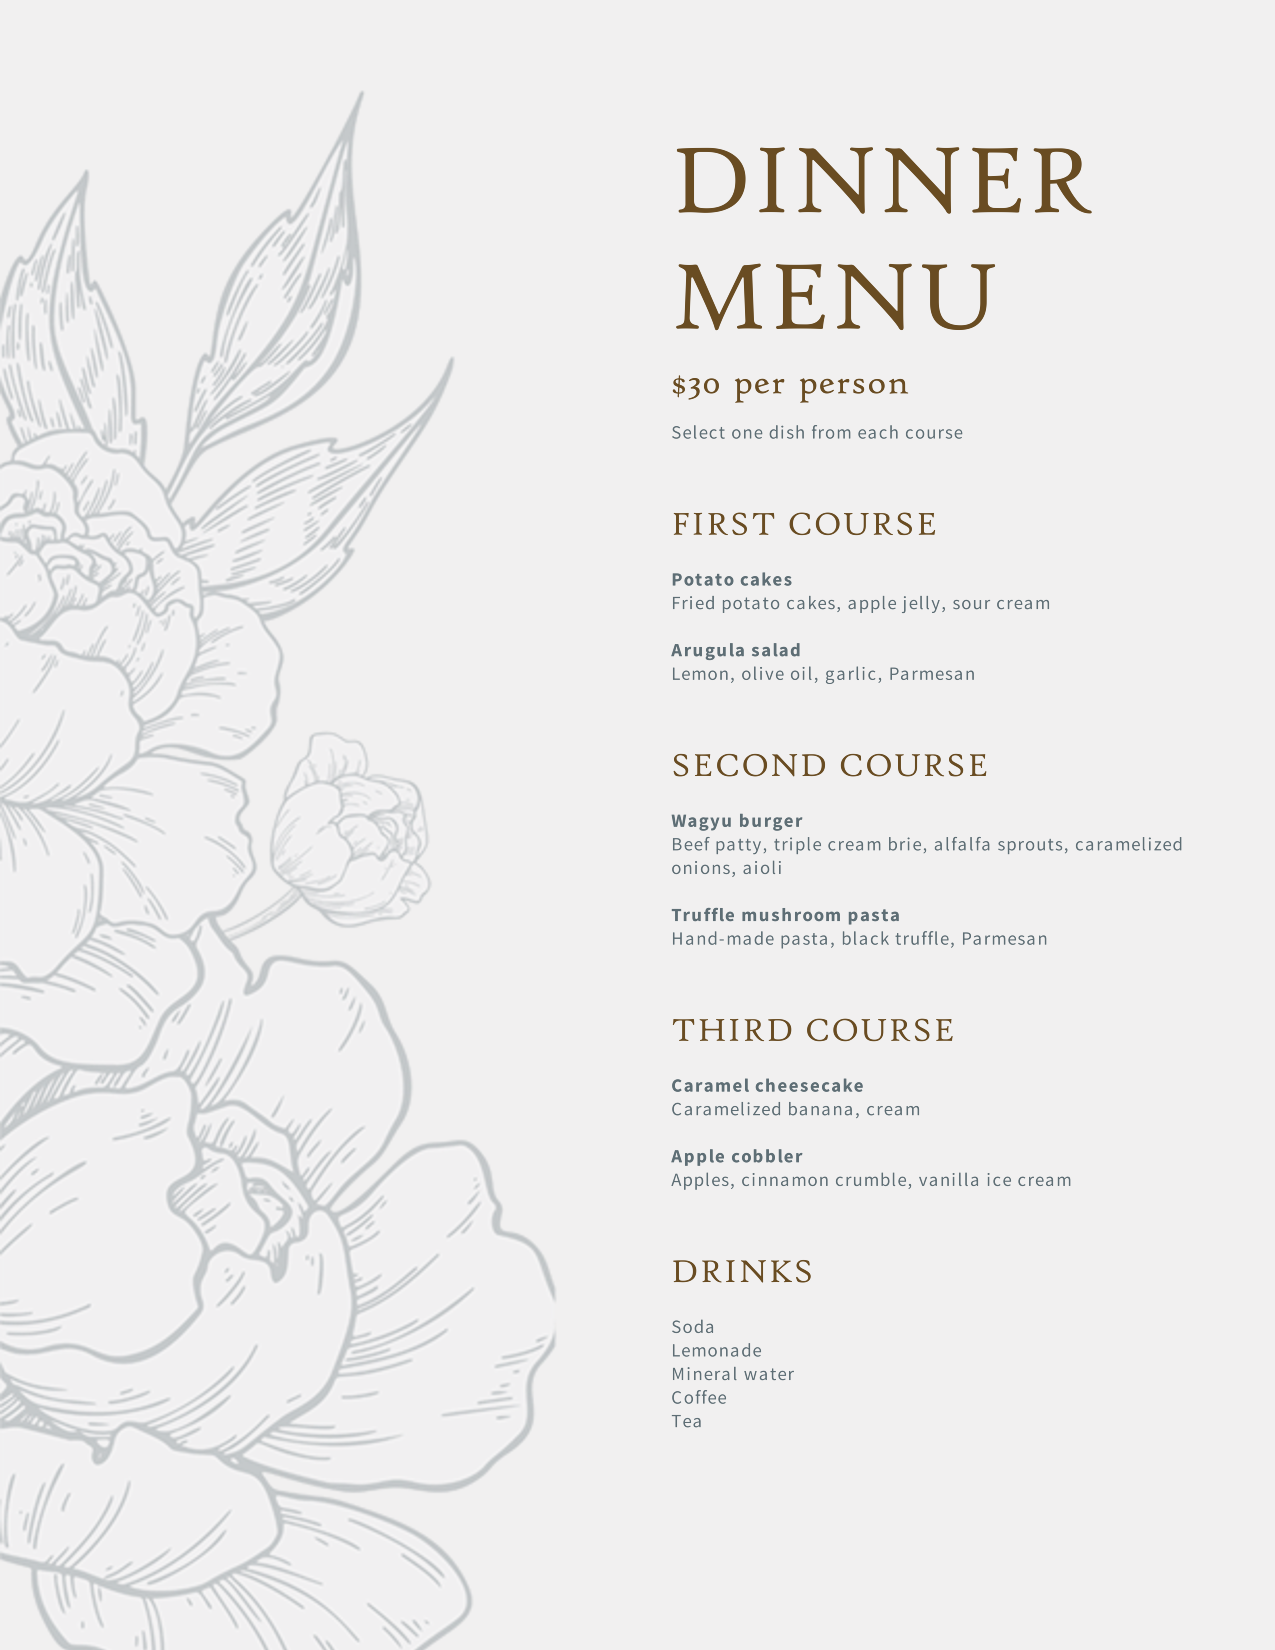 DINNER
MENU
$30 per person
Select one dish from each course
FIRST COURSE
Potato cakes
Fried potato cakes, apple jelly, sour cream
Arugula salad
Lemon, olive oil, garlic, Parmesan
SECOND COURSE
Wagyu burger
Beef patty, triple cream brie, alfalfa sprouts, caramelized
onions, aioli
Truffle mushroom pasta
Hand-made pasta, black truffle, Parmesan
THIRD COURSE
Caramel cheesecake
Caramelized banana, cream
Apple cobbler
Apples, cinnamon crumble, vanilla ice cream
DRINKS
Soda
Lemonade
Mineral water
Coffee
Tea